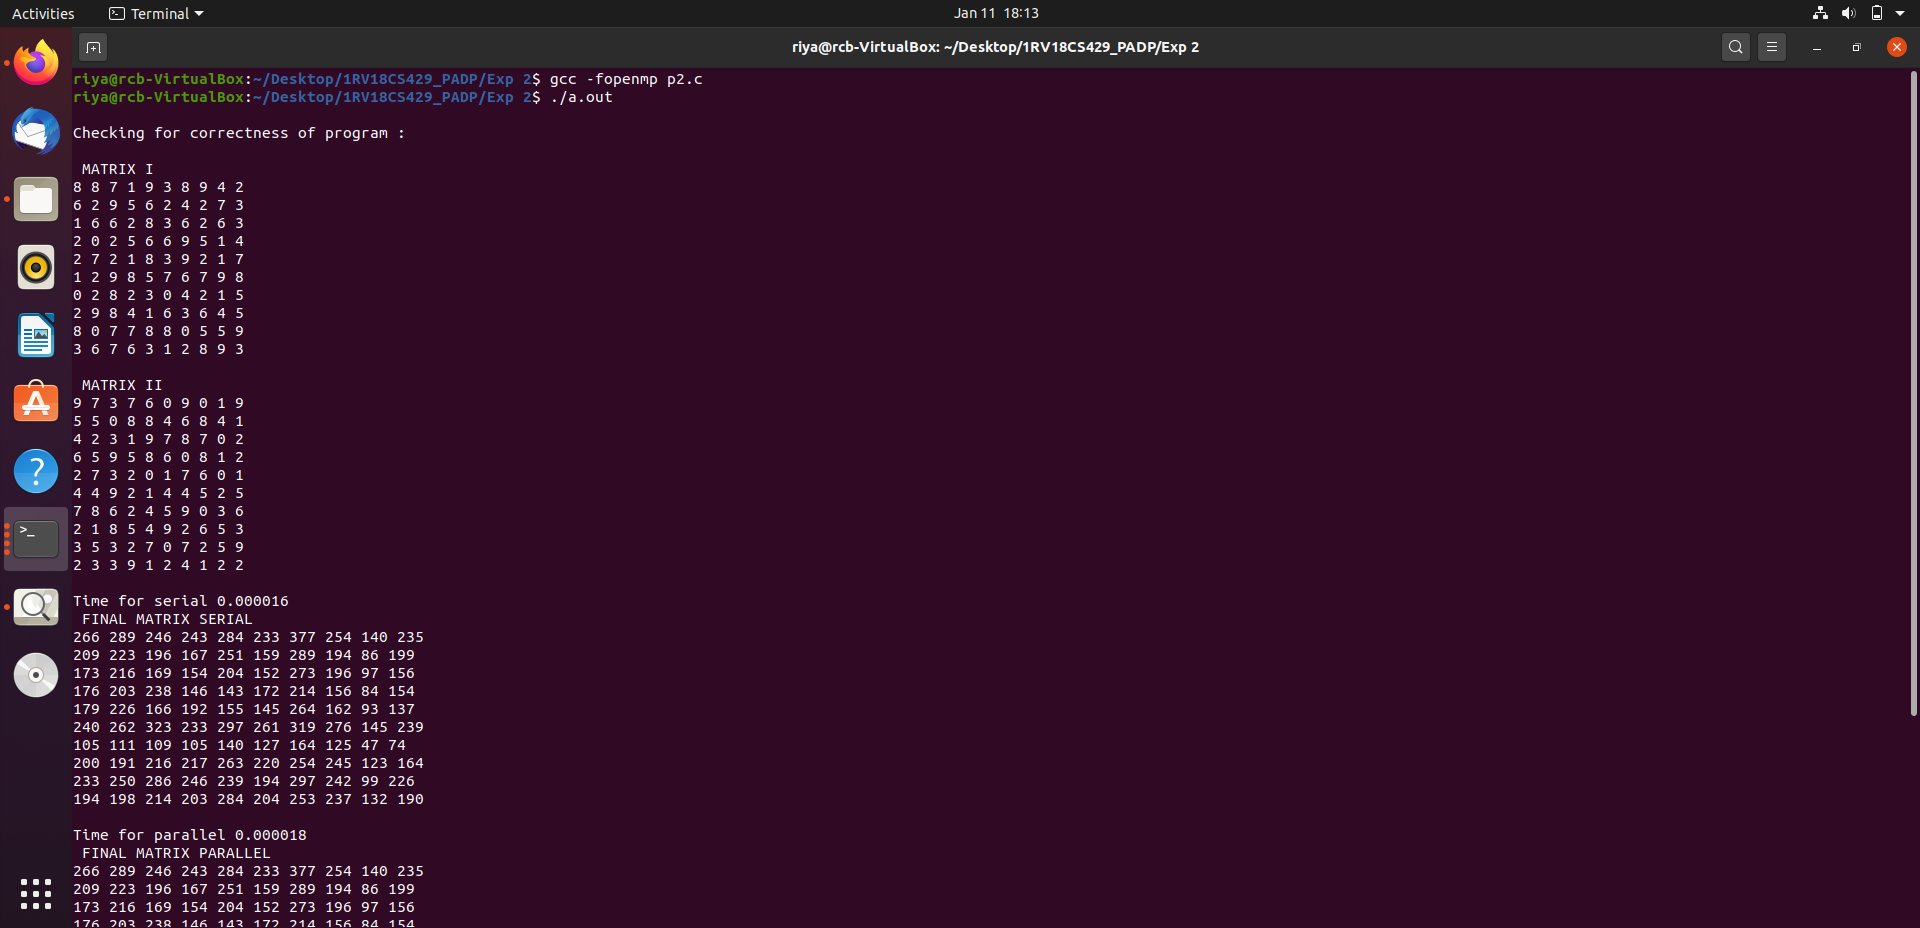 Activities Terminal Jan 11 18:13
riya@rcb-VirtualBox: ~/Desktop/1RV18CS429_PADP/Exp 2
riya@rcb-VirtualBox:~/Desktop/1RV18CS429_PADP/Exp 2$ gcc -fopenmp p2.c
riya@rcb-VirtualBox:~/Desktop/1RV18CS429_PADP/Exp 2$ ./a.out
Checking for correctness of program :
MATRIX I
8 8 7 1 9 3 8 9 4 2
6 2 9 5 6 2 4 2 7 3
1 6 6 2 8 3 6 2 6 3
2 0 2 5 6 6 9 5 1 4
2 7 2 1 8 3 9 2 1 7
1 2 9 8 5 7 6 7 9 8
0 2 8 2 3 0 4 2 1 5
2 9 8 4 1 6 3 6 4 5
8 0 7 7 8 8 0 5 5 9
3 6 7 6 3 1 2 8 9 3
MATRIX II
9 7 3 7 6 0 9 0 1 9
5 5 0 8 8 4 6 8 4 1
4 2 3 1 9 7 8 7 0 2
6 5 9 5 8 6 0 8 1 2
2 7 3 2 0 1 7 6 0 1
4 4 9 2 1 4 4 5 2 5
7 8 6 2 4 5 9 0 3 6
2 1 8 5 4 9 2 6 5 3
3 5 3 2 7 0 7 2 5 9
2 3 3 9 1 2 4 1 2 2
Time for serial 0.000016
FINAL MATRIX SERIAL
266 289 246 243 284 233 377 254 140 235
209 223 196 167 251 159 289 194 86 199
173 216 169 154 204 152 273 196 97 156
176 203 238 146 143 172 214 156 84 154
179 226 166 192 155 145 264 162 93 137
240 262 323 233 297 261 319 276 145 239
105 111 109 105 140 127 164 125 47 74
200 191 216 217 263 220 254 245 123 164
233 250 286 246 239 194 297 242 99 226
194 198 214 203 284 204 253 237 132 190
Time for parallel 0.000018
FINAL MATRIX PARALLEL
266 289 246 243 284 233 377 254 140 235
209 223 196 167 251 159 289 194 86 199
173 216 169 154 204 152 273 196 97 156
176 203 238 146 143 172 214 156 84 154